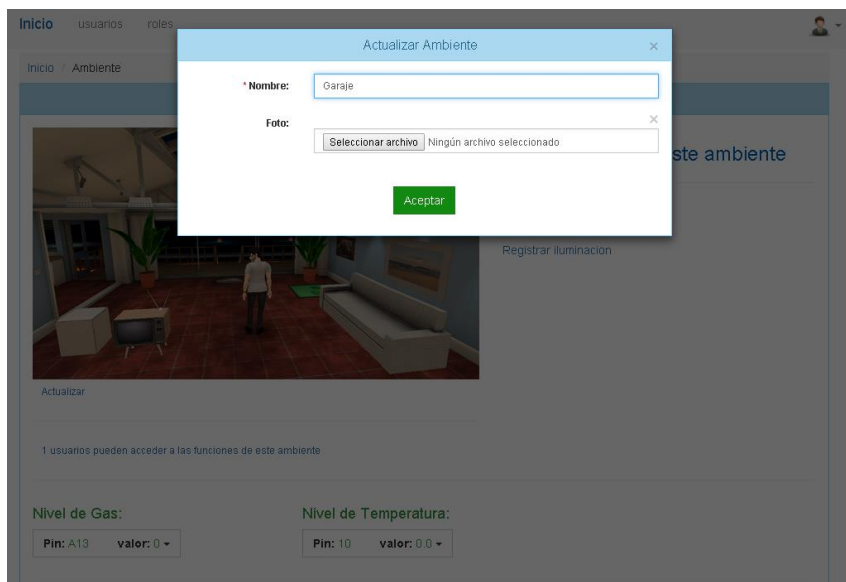 Inicio usuarios roles
Actualizar Ambiente ×
Inicio / Ambiente
* Nombre: Garaje
Foto: ×
Seleccionar archivo Ningún archivo seleccionado
ste ambiente
Aceptar
Registrar iluminacion
Actualizar
1 usuarios pueden acceder a las funciones de este ambiente
Nivel de Gas: Nivel de Temperatura:
Pin: A13 valor: 0 Pin: 10 valor: 0.0